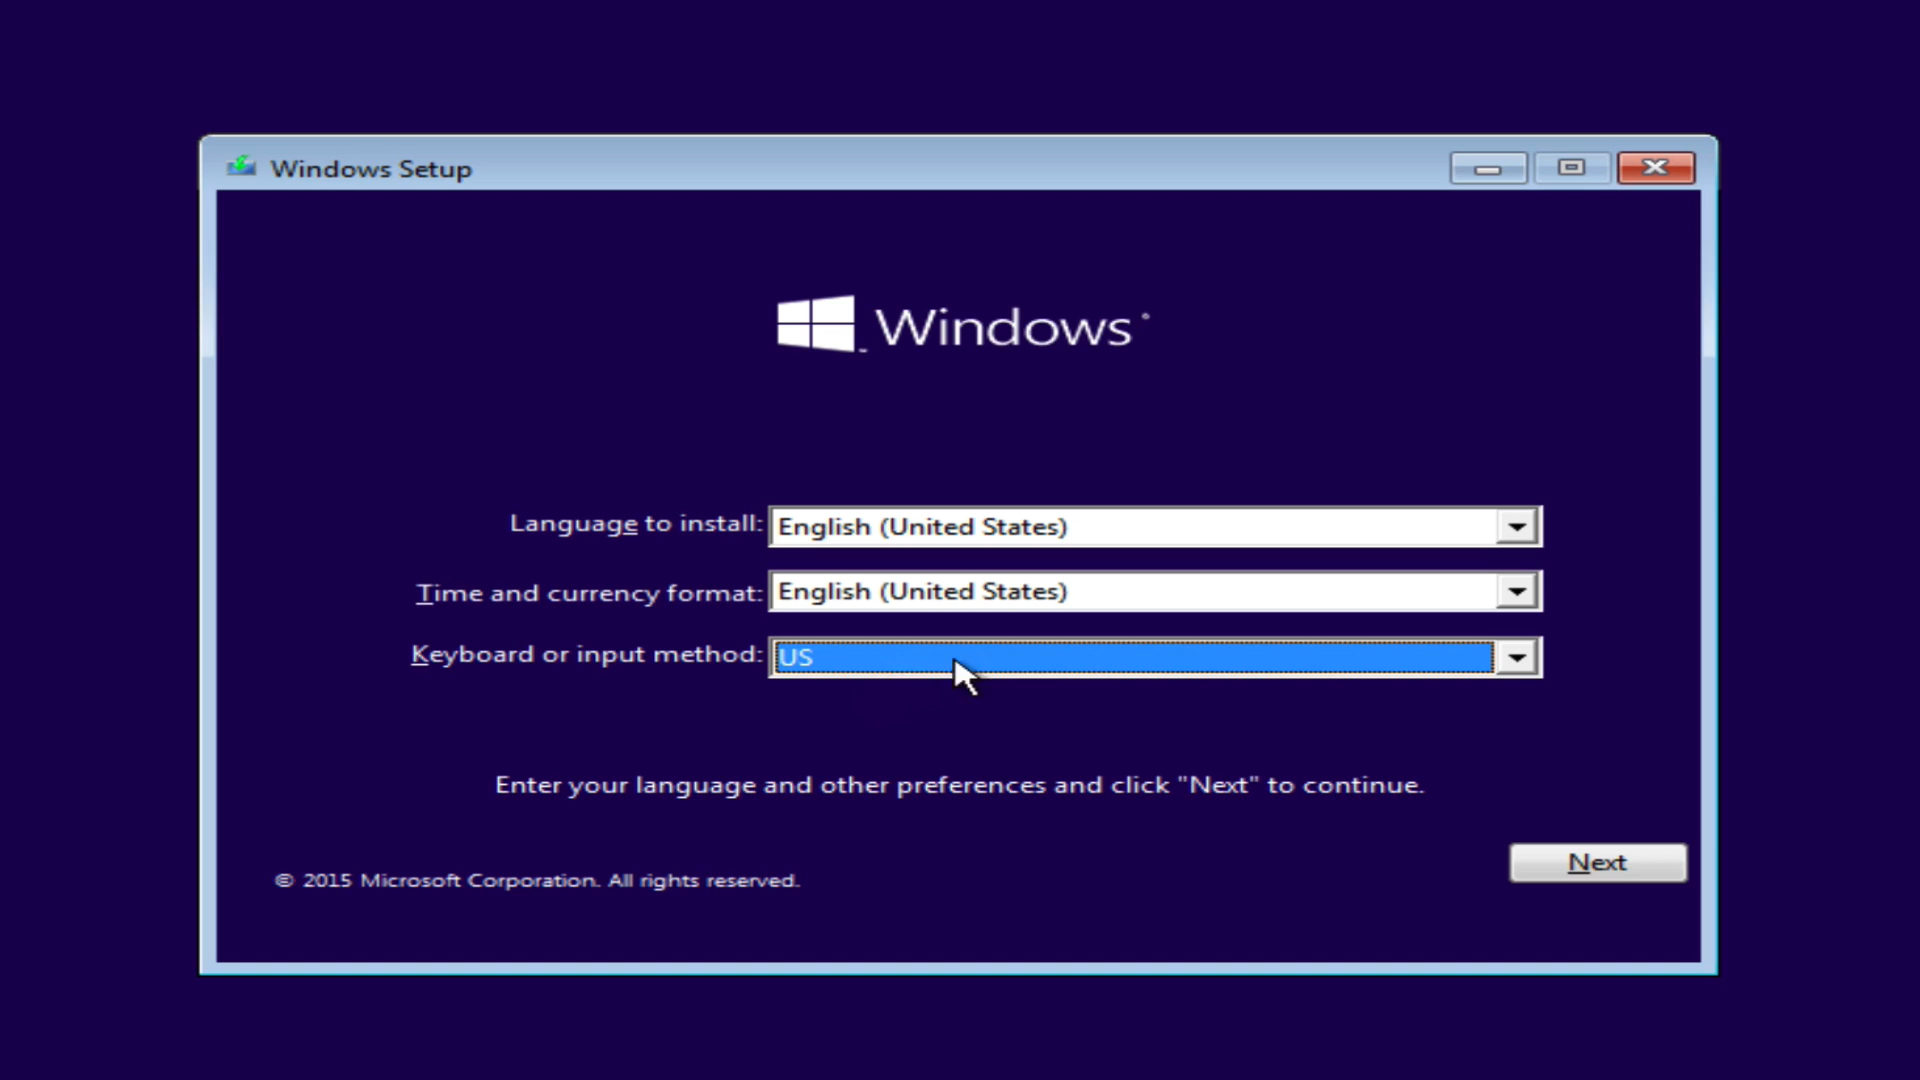 Windows Setup
Windows
Language to install: English (United States)
Time and currency format: English (United States)
Keyboard or input method: US
Enter your language and other preferences and click "Next" to continue.
Next
© 2015 Microsoft Corporation. All rights reserved.